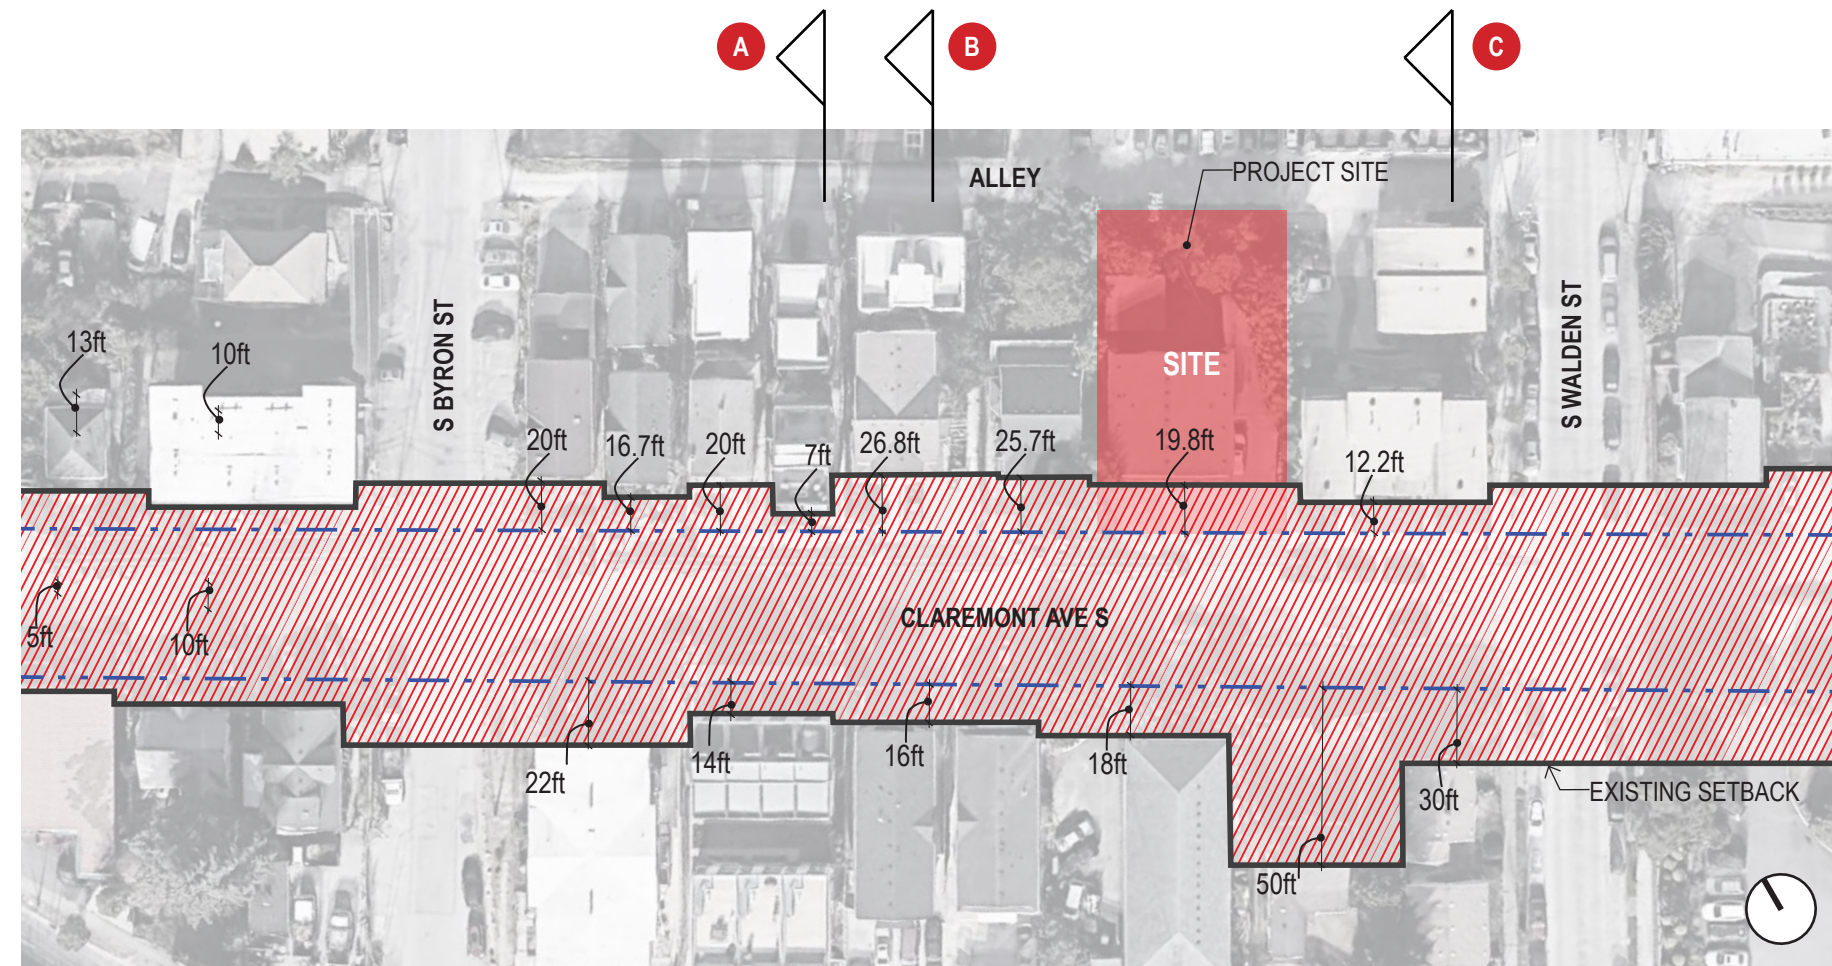 A
B
C
ALLEY
PROJECT SITE
S BYRON ST
S WALDEN ST
13ft
10ft
SITE
20ft
16.7ft
20ft
7ft
26.8ft
25.7ft
19.8ft
12.2ft
5ft
10ft
CLAREMONT AVE S
22ft
14ft
16ft
18ft
50ft
30ft
EXISTING SETBACK